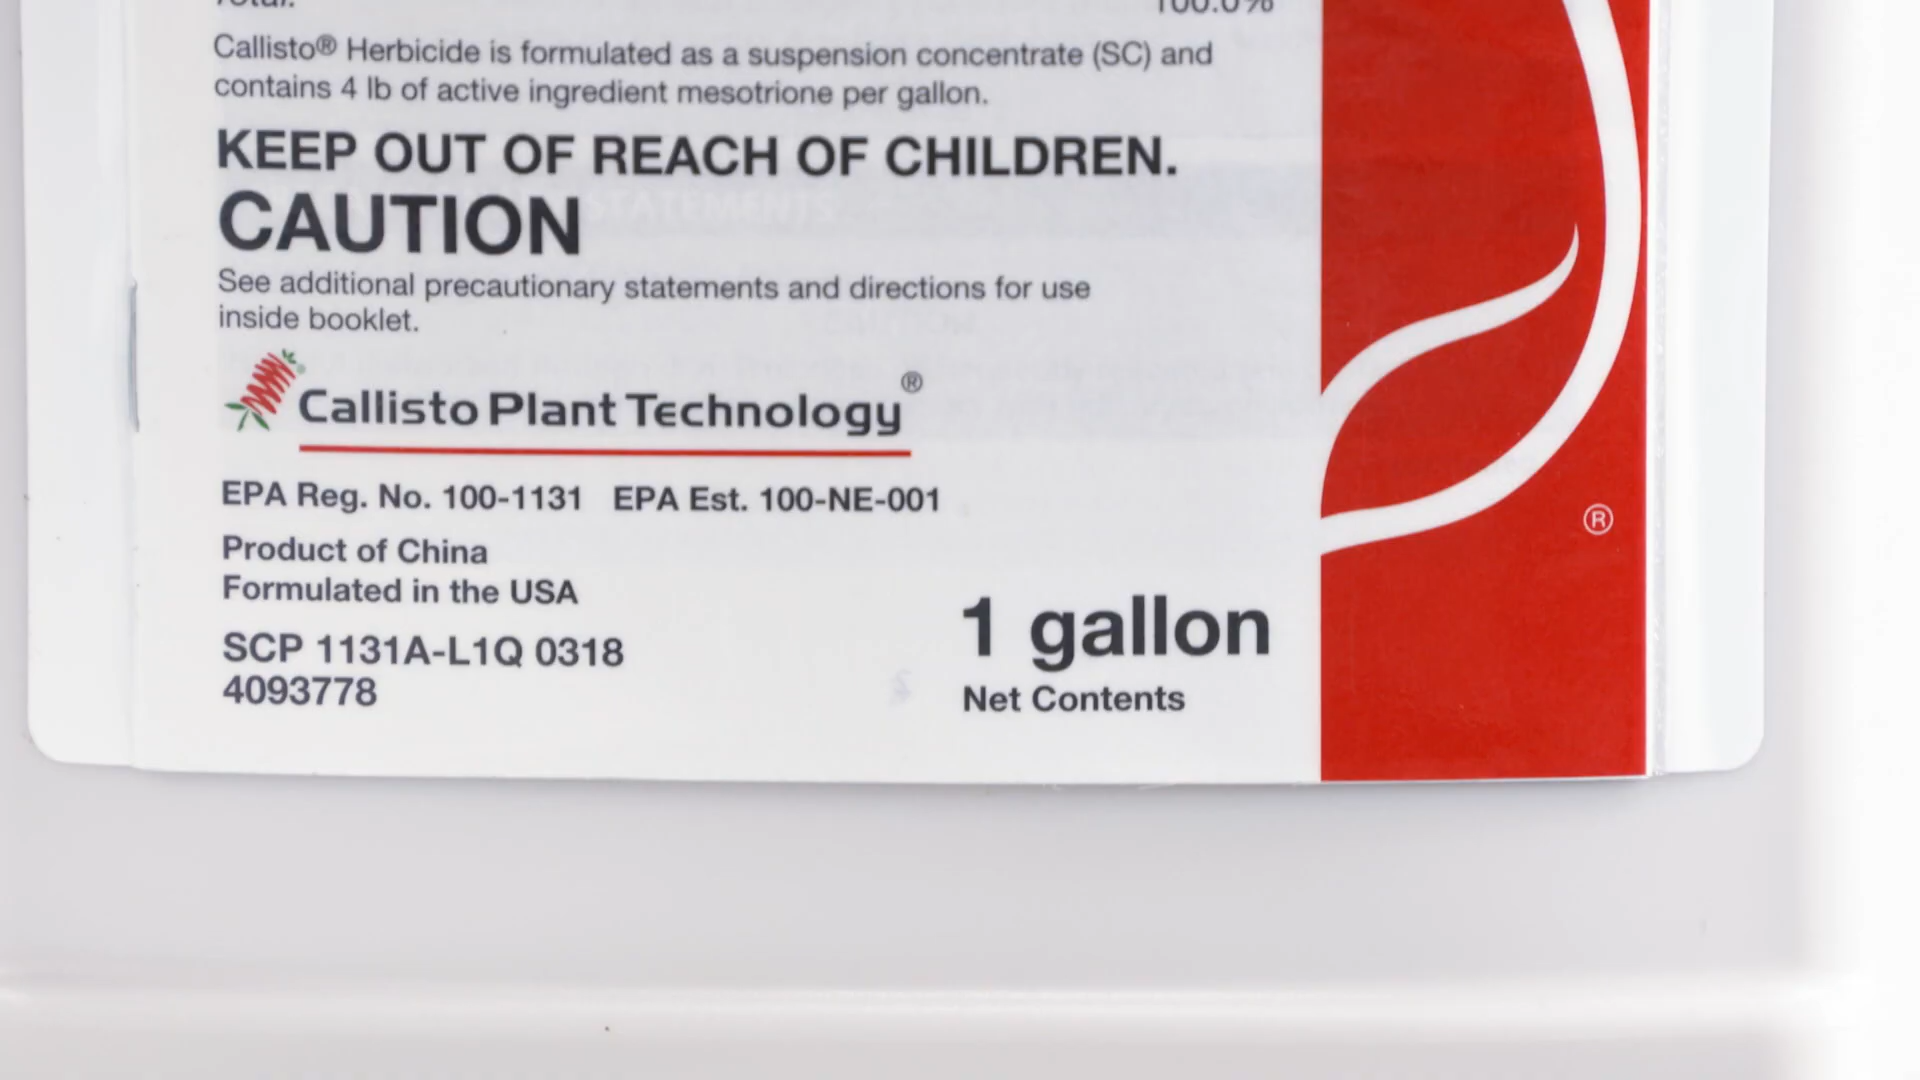 Total:
100.0%
Callisto® Herbicide is formulated as a suspension concentrate (SC) and
contains 4 lb of active ingredient mesotrione per gallon.
KEEP OUT OF REACH OF CHILDREN.
CAUTION
See additional precautionary statements and directions for use
inside booklet.
Callisto Plant Technology®
EPA Reg. No. 100-1131 EPA Est. 100-NE-001
Product of China
Formulated in the USA
SCP 1131A-L1Q 0318
4093778
1 gallon
Net Contents
®